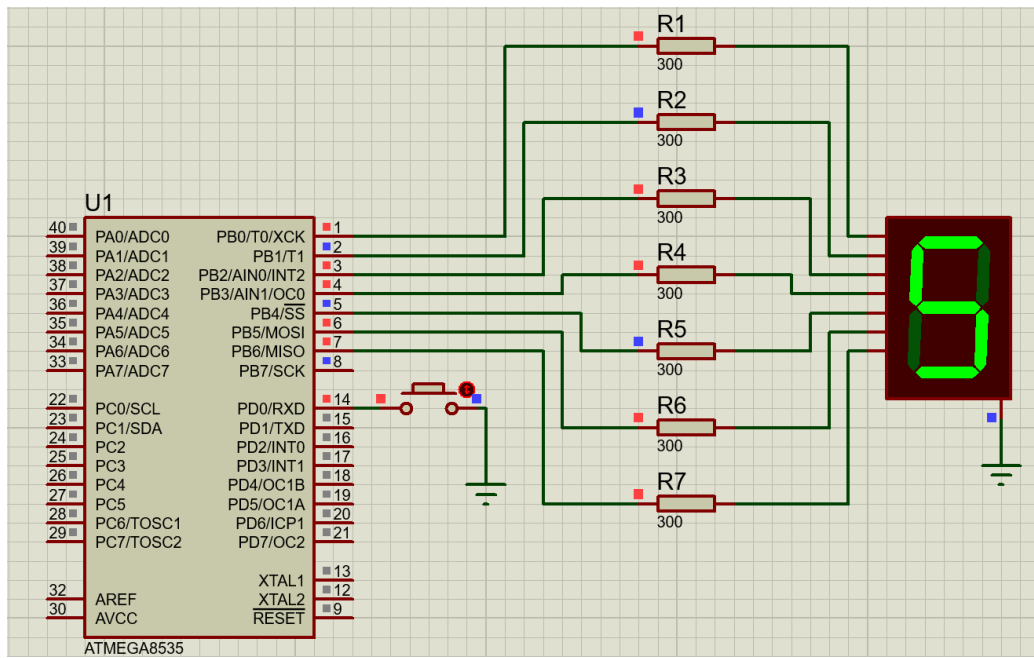 R1
300
R2
300
R3
300
R4
300
R5
300
R6
300
R7
300
U1
40 PA0/ADC0 PB0/T0/XCK 1
39 PA1/ADC1 PB1/T1 2
38 PA2/ADC2 PB2/AIN0/INT2 3
37 PA3/ADC3 PB3/AIN1/OC0 4
36 PA4/ADC4 PB4/SS 5
35 PA5/ADC5 PB5/MOSI 6
34 PA6/ADC6 PB6/MISO 7
33 PA7/ADC7 PB7/SCK 8
22 PC0/SCL PD0/RXD 14
23 PC1/SDA PD1/TXD 15
24 PC2 PD2/INT0 16
25 PC3 PD3/INT1 17
26 PC4 PD4/OC1B 18
27 PC5 PD5/OC1A 19
28 PC6/TOSC1 PD6/ICP1 20
29 PC7/TOSC2 PD7/OC2 21
XTAL1 13
32 AREF XTAL2 12
30 AVCC RESET 9
ATMEGA8535
5